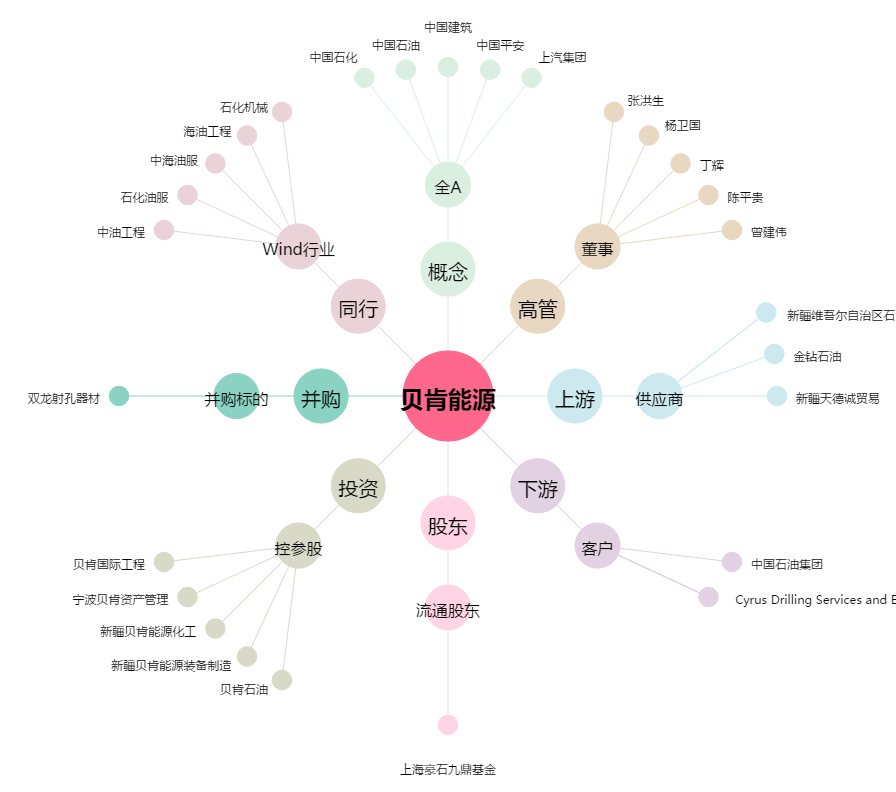 中国建筑
中国石油
中国平安
中国石化
上汽集团
全A
概念
石化机械
海油工程
中海油服
石化油服
中油工程
Wind行业
同行
张洪生
杨卫国
丁辉
陈平贵
曾建伟
董事
高管
双龙射孔器材
并购标的
并购
贝肯能源
上游
供应商
新疆维吾尔自治区石
金钻石油
新疆天德诚贸易
投资
控参股
贝肯国际工程
宁波贝肯资产管理
新疆贝肯能源化工
新疆贝肯能源装备制造
贝肯石油
股东
流通股东
上海豪石九鼎基金
下游
客户
中国石油集团
Cyrus Drilling Services and E